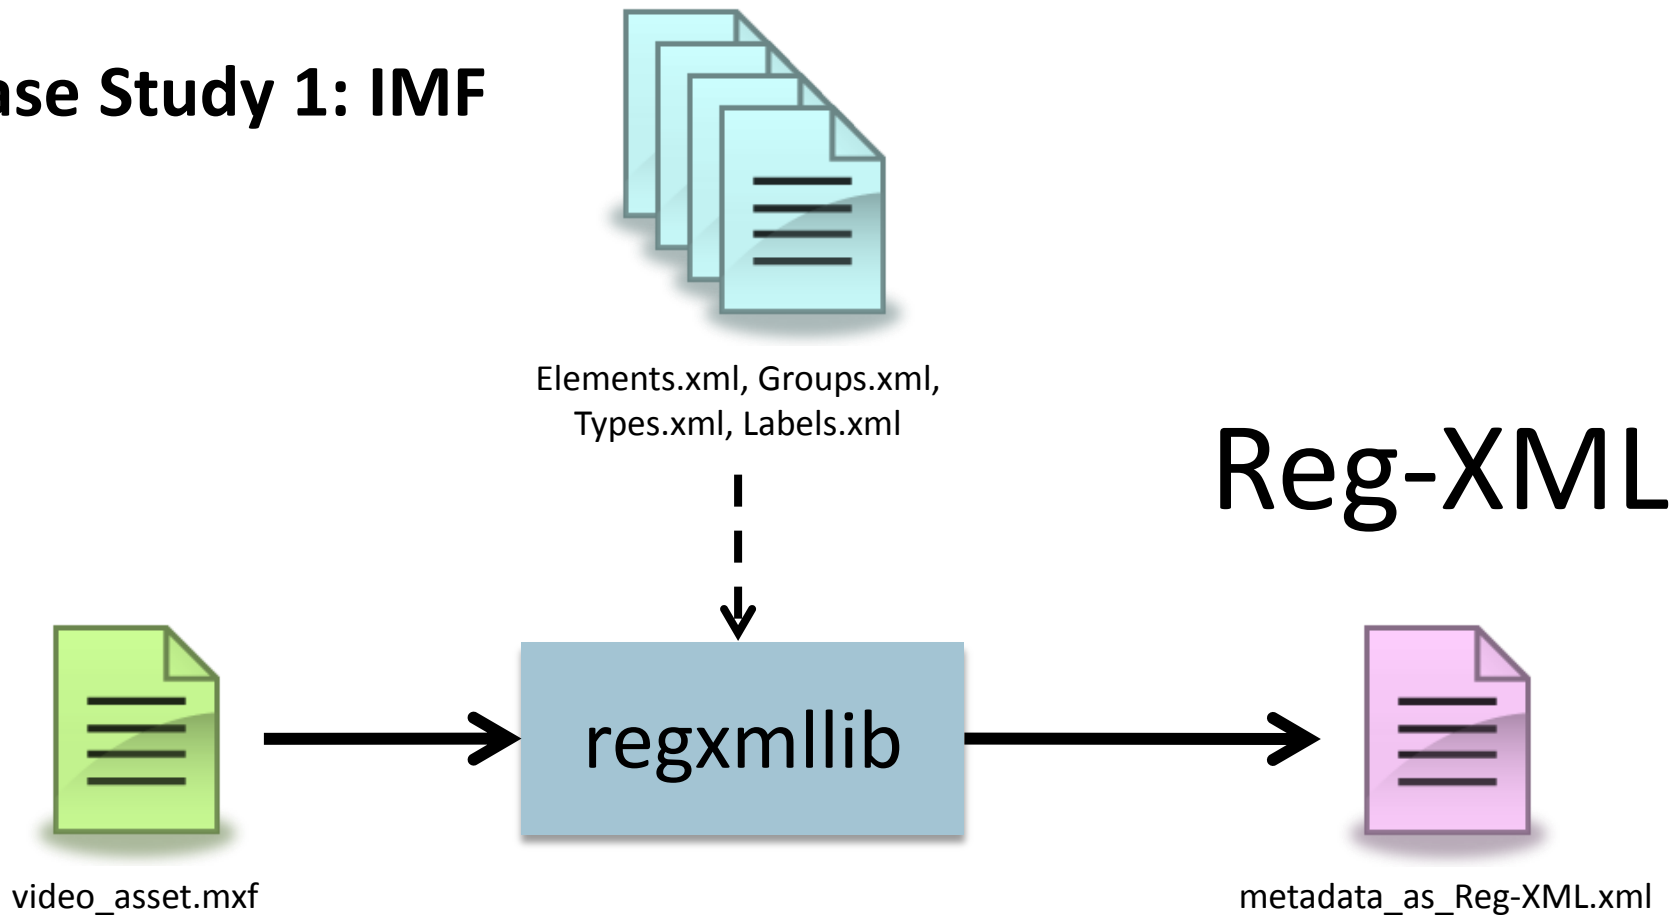 ase Study 1: IMF
Elements.xml, Groups.xml,
Types.xml, Labels.xml
Reg-XML
regxmllib
video_asset.mxf
metadata_as_Reg-XML.xml